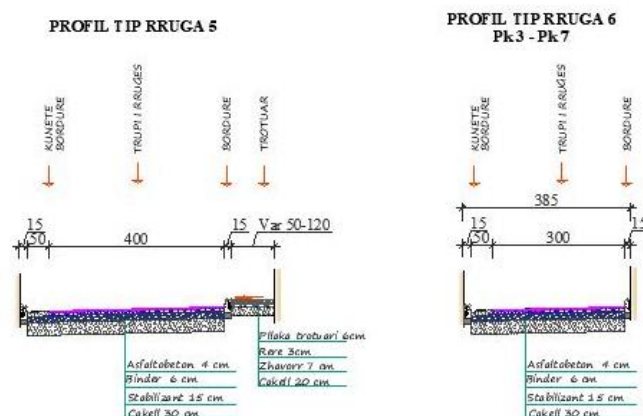 PROFIL TIP RRUGA 5
KUNETE
BORDURE
TRUPI I RRUGES
BORDURE
TROTUAR
15
50
400
15
Var 50-120
Pllaka trotuari 6cm
Rere 3cm
Zhavorr 7 cm
Cakell 20 cm
Asfaltobeton 4 cm
Binder 6 cm
Stabilizant 15 cm
Cakell 30 cm
PROFIL TIP RRUGA 6
Pk3 - Pk7
KUNETE
BORDURE
TRUPI I RRUGES
BORDURE
385
15
50
300
15
Asfaltobeton 4 cm
Binder 6 cm
Stabilizant 15 cm
Cakell 30 cm